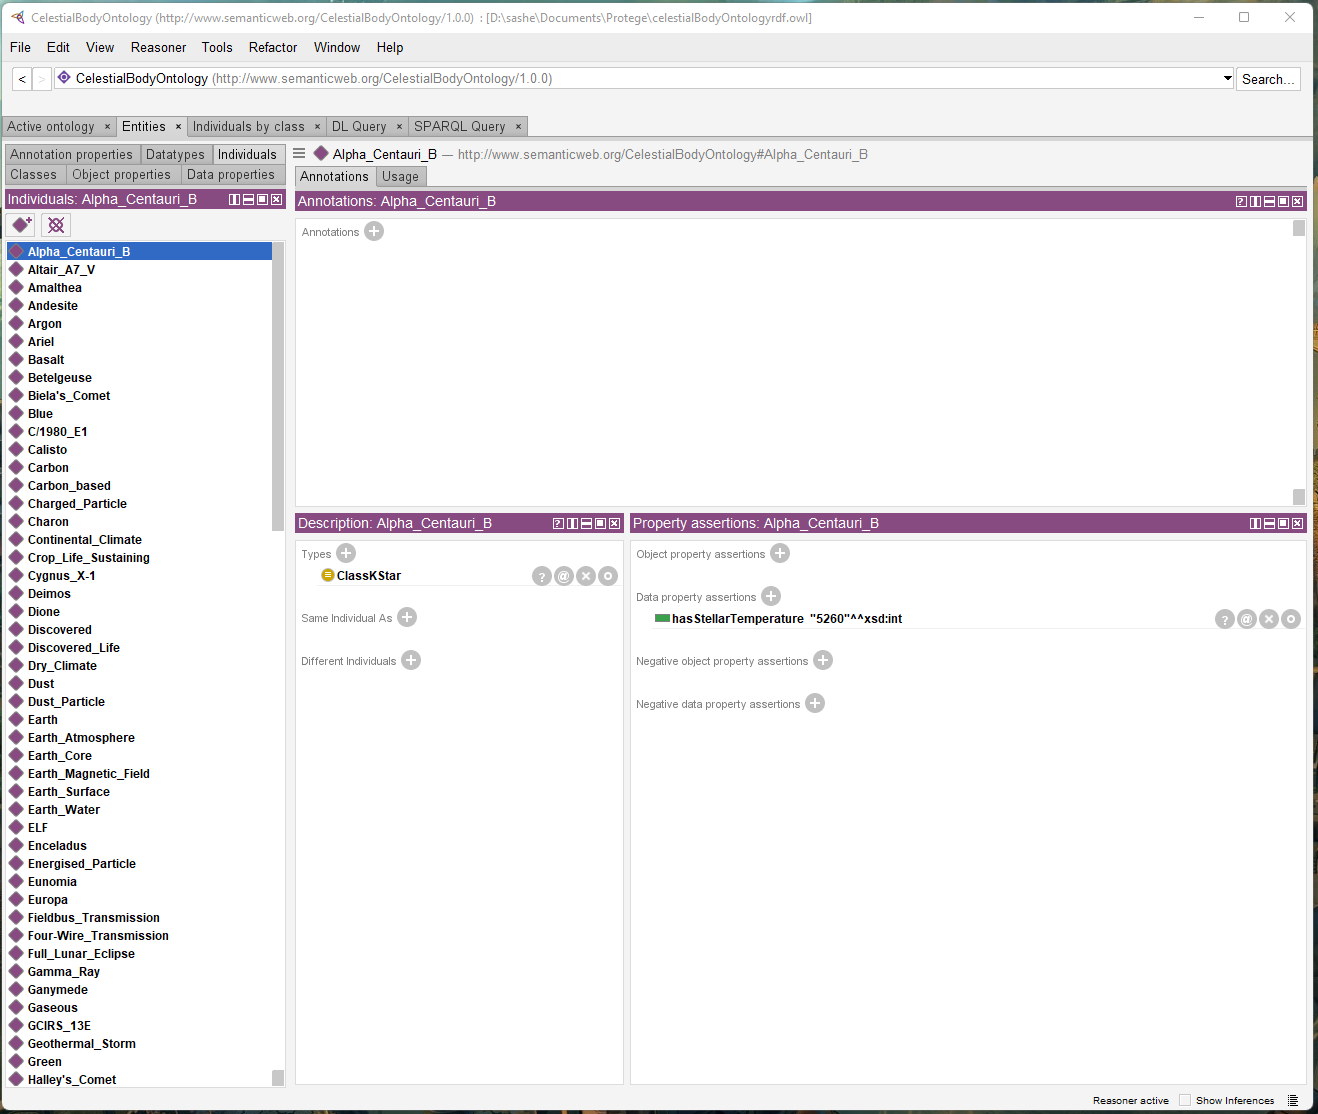 CelestialBodyOntology (http://www.semanticweb.org/CelestialBodyOntology/1.0.0) : [D:\sashe\Documents\Protege\celestialBodyOntologyrdf.owl]
File Edit View Reasoner Tools Refactor Window Help
< > CelestialBodyOntology (http://www.semanticweb.org/CelestialBodyOntology/1.0.0) Search...
Active ontology × Entities × Individuals by class × DL Query × SPARQL Query ×
Annotation properties Datatypes Individuals
Classes Object properties Data properties
Individuals: Alpha_Centauri_B
Alpha_Centauri_B
Altair_A7_V
Amalthea
Andesite
Argon
Ariel
Basalt
Betelgeuse
Biela's_Comet
Blue
C/1980_E1
Calisto
Carbon
Carbon_based
Charged_Particle
Charon
Continental_Climate
Crop_Life_Sustaining
Cygnus_X-1
Deimos
Dione
Discovered
Discovered_Life
Dry_Climate
Dust
Dust_Particle
Earth
Earth_Atmosphere
Earth_Core
Earth_Magnetic_Field
Earth_Surface
Earth_Water
ELF
Enceladus
Energised_Particle
Eunomia
Europa
Fieldbus_Transmission
Four-Wire_Transmission
Full_Lunar_Eclipse
Gamma_Ray
Ganymede
Gaseous
GCIRS_13E
Geothermal_Storm
Green
Halley's_Comet
Alpha_Centauri_B — http://www.semanticweb.org/CelestialBodyOntology#Alpha_Centauri_B
Annotations Usage
Annotations: Alpha_Centauri_B
Annotations
Description: Alpha_Centauri_B
Types
ClassKStar
Same Individual As
Different Individuals
Property assertions: Alpha_Centauri_B
Object property assertions
Data property assertions
hasStellarTemperature "5260"^^xsd:int
Negative object property assertions
Negative data property assertions
Reasoner active Show Inferences